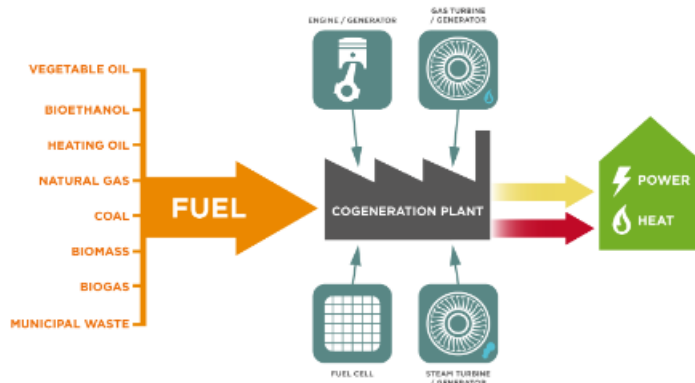 ENGINE / GENERATOR
GAS TURBINE
/ GENERATOR
VEGETABLE OIL
BIOETHANOL
HEATING OIL
NATURAL GAS
COAL
BIOMASS
BIOGAS
MUNICIPAL WASTE
FUEL
COGENERATION PLANT
POWER
HEAT
FUEL CELL
STEAM TURBINE
/ GENERATOR